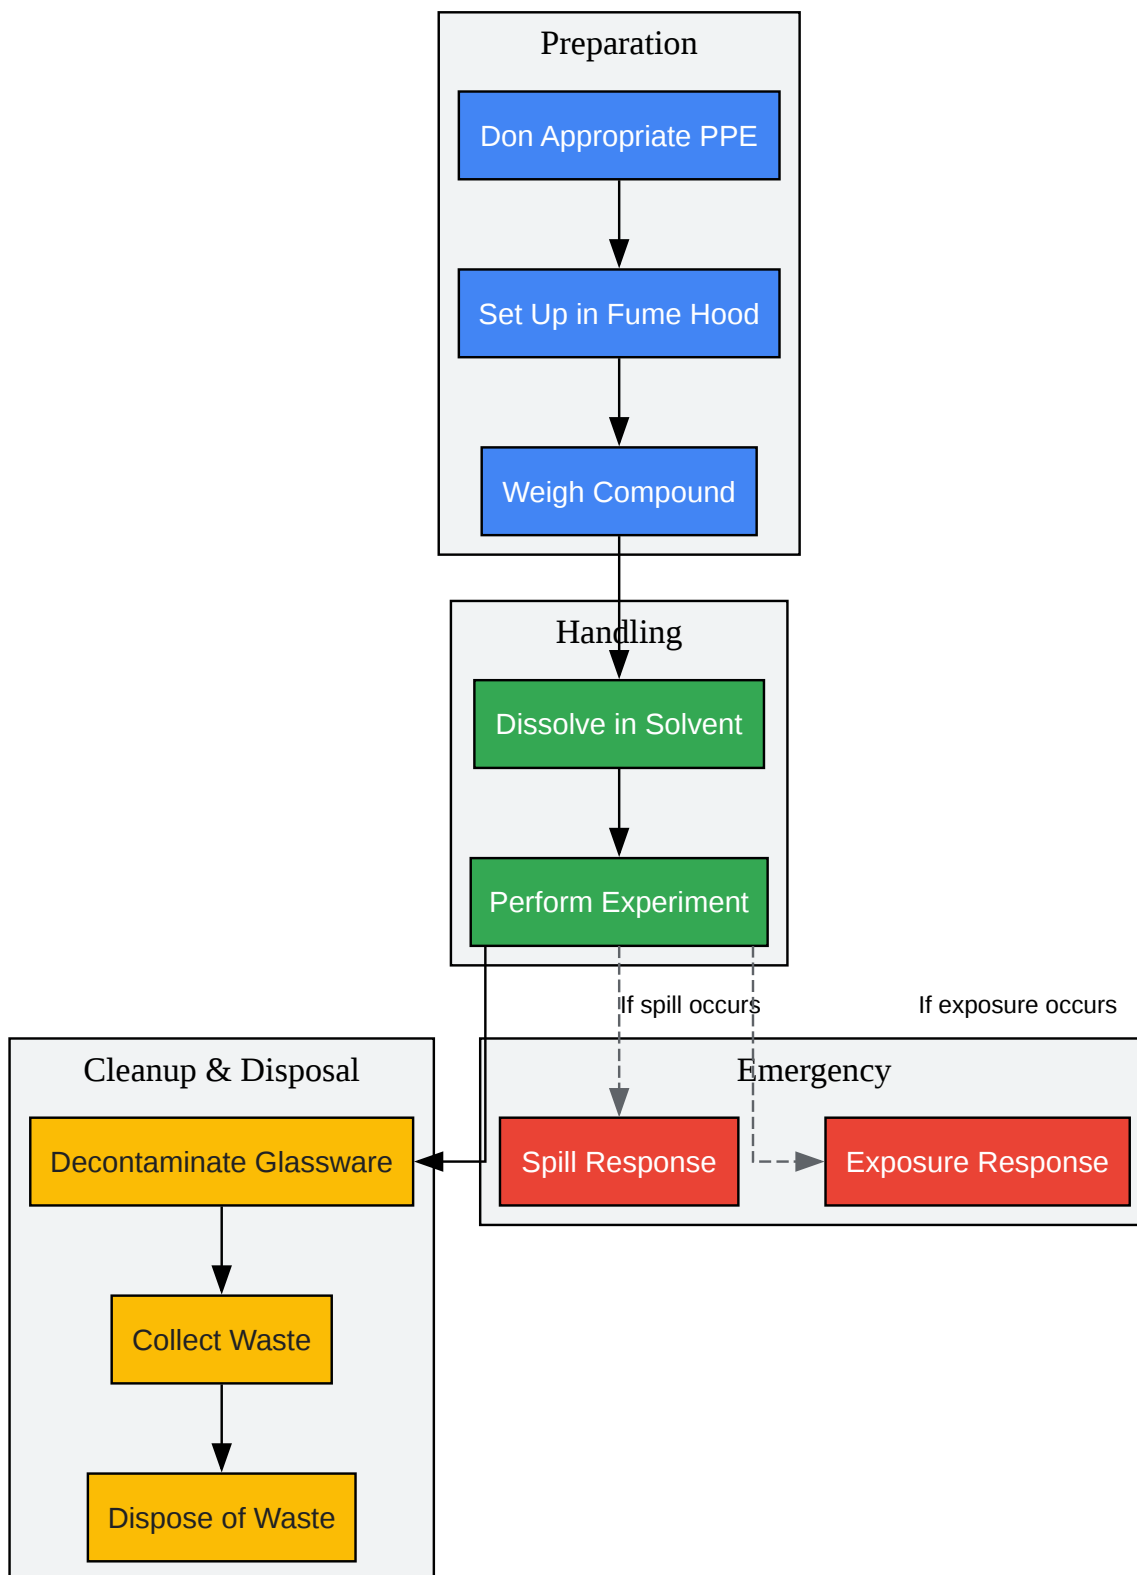 Preparation
Don Appropriate PPE
Set Up in Fume Hood
Weigh Compound
Handling
Dissolve in Solvent
Perform Experiment
If spill occurs
If exposure occurs
Cleanup & Disposal
Emergency
Decontaminate Glassware
Spill Response
Exposure Response
Collect Waste
Dispose of Waste